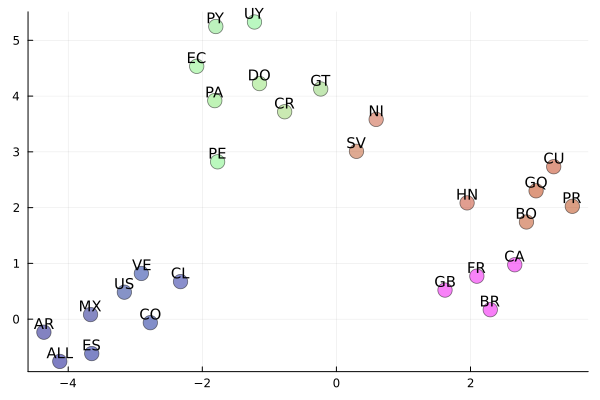 UY
PY
5
EC
DO
GT
PA
CR
4
NI
SV
3
PE
CU
GQ
HN
PR
2
BO
CA
1
VE
FR
CL
US
GB
BR
MX
CO
0
AR
ES
ALL
−4
−2
0
2